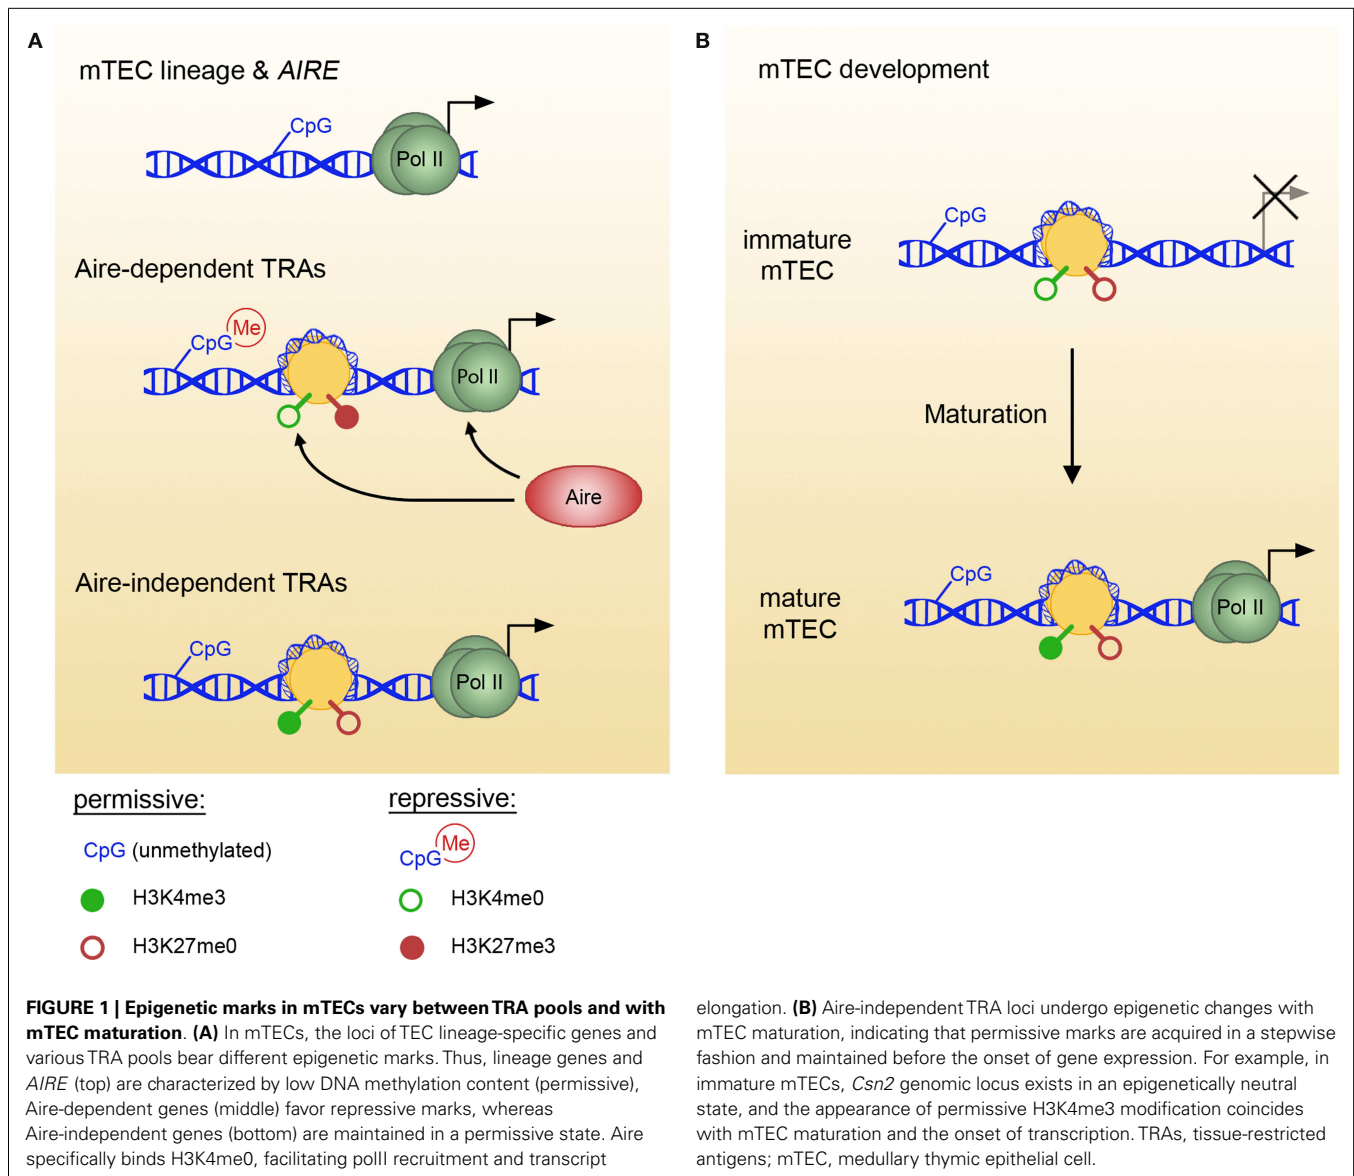 A
mTEC lineage & AIRE
CpG
Pol II
Aire-dependent TRAs
Me
CpG
Pol II
Aire
Aire-independent TRAs
CpG
Pol II
B
mTEC development
CpG
immature
mTEC
Maturation
CpG
mature
mTEC
Pol II
permissive:
CpG (unmethylated)
H3K4me3
H3K27me0
repressive:
Me
CpG
H3K4me0
H3K27me3
FIGURE 1 | Epigenetic marks in mTECs vary between TRA pools and with
mTEC maturation. (A) In mTECs, the loci of TEC lineage-specific genes and
various TRA pools bear different epigenetic marks. Thus, lineage genes and
AIRE (top) are characterized by low DNA methylation content (permissive),
Aire-dependent genes (middle) favor repressive marks, whereas
Aire-independent genes (bottom) are maintained in a permissive state. Aire
specifically binds H3K4me0, facilitating polII recruitment and transcript
elongation. (B) Aire-independent TRA loci undergo epigenetic changes with
mTEC maturation, indicating that permissive marks are acquired in a stepwise
fashion and maintained before the onset of gene expression. For example, in
immature mTECs, Csn2 genomic locus exists in an epigenetically neutral
state, and the appearance of permissive H3K4me3 modification coincides
with mTEC maturation and the onset of transcription. TRAs, tissue-restricted
antigens; mTEC, medullary thymic epithelial cell.